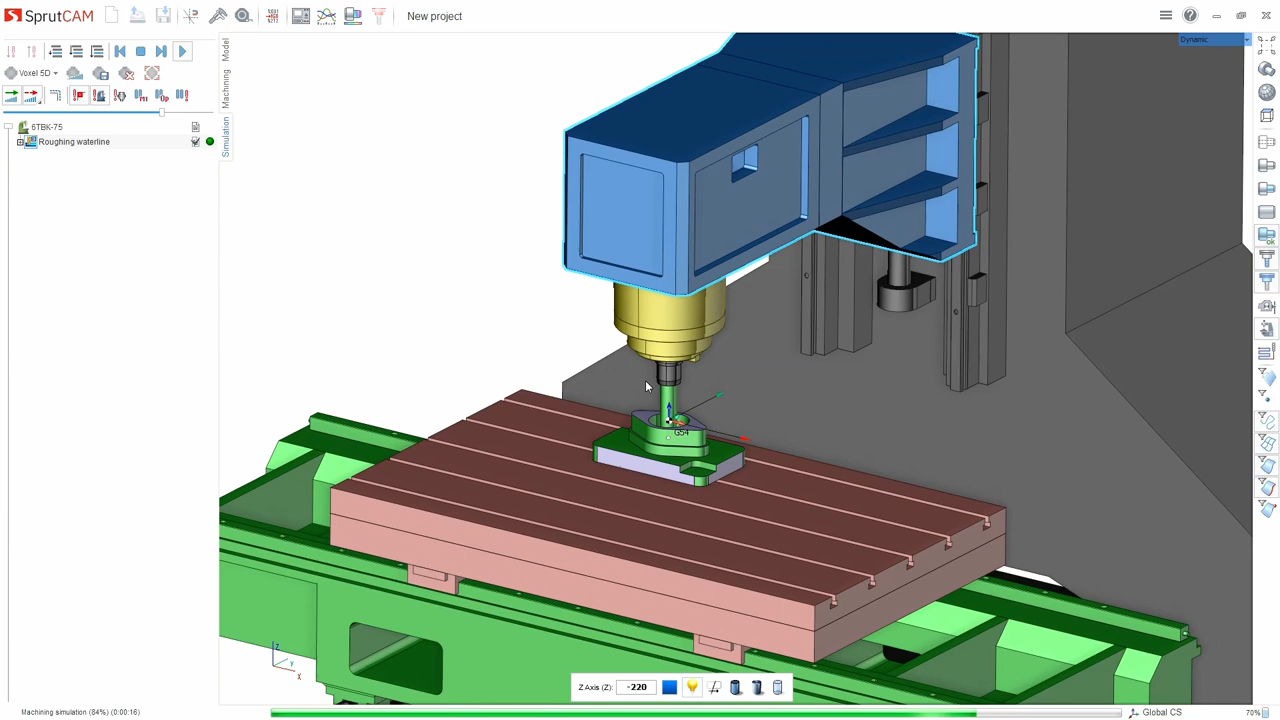 SprutCAM
New project
Dynamic
Voxel 5D
Model
Machining
Simulation
6TBK-75
Roughing waterline
G54
Z
Y
X
Z Axis (Z): -220
Machining simulation (84%) (0:00:16)
Global CS
70%